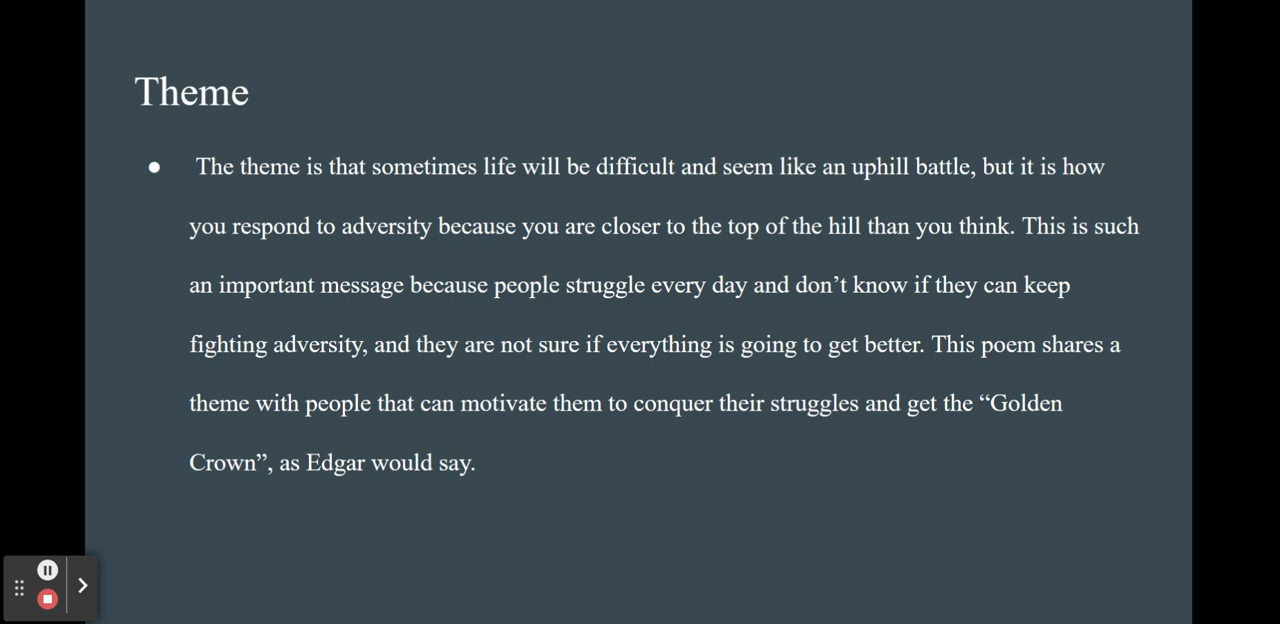 Theme
● The theme is that sometimes life will be difficult and seem like an uphill battle, but it is how
you respond to adversity because you are closer to the top of the hill than you think. This is such
an important message because people struggle every day and don’t know if they can keep
fighting adversity, and they are not sure if everything is going to get better. This poem shares a
theme with people that can motivate them to conquer their struggles and get the “Golden
Crown”, as Edgar would say.